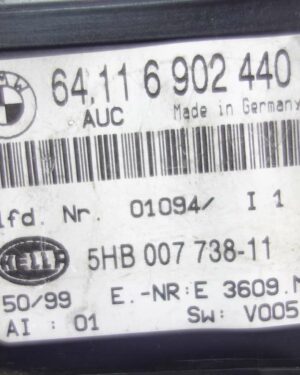 BMW
64.11 6 902 440
AUC Made in Germany
lfd. Nr. 01094/ I 1
HELLA 5HB 007 738-11
50/99 E.-NR:E 3609.M
AI : 01 SW: V005